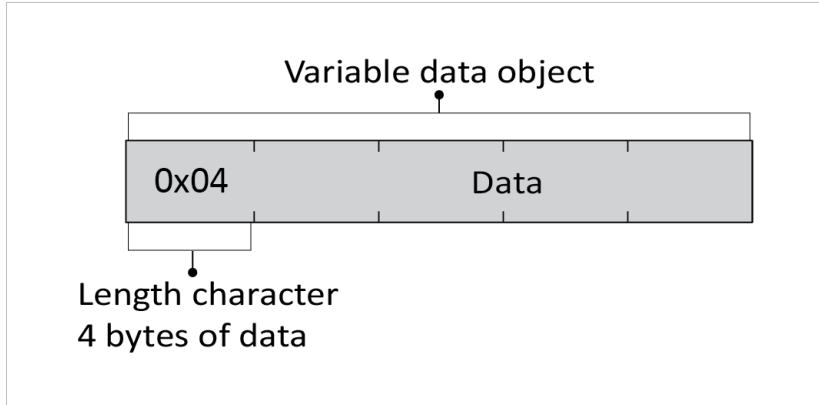 Variable data object
0x04
Data
Length character
4 bytes of data